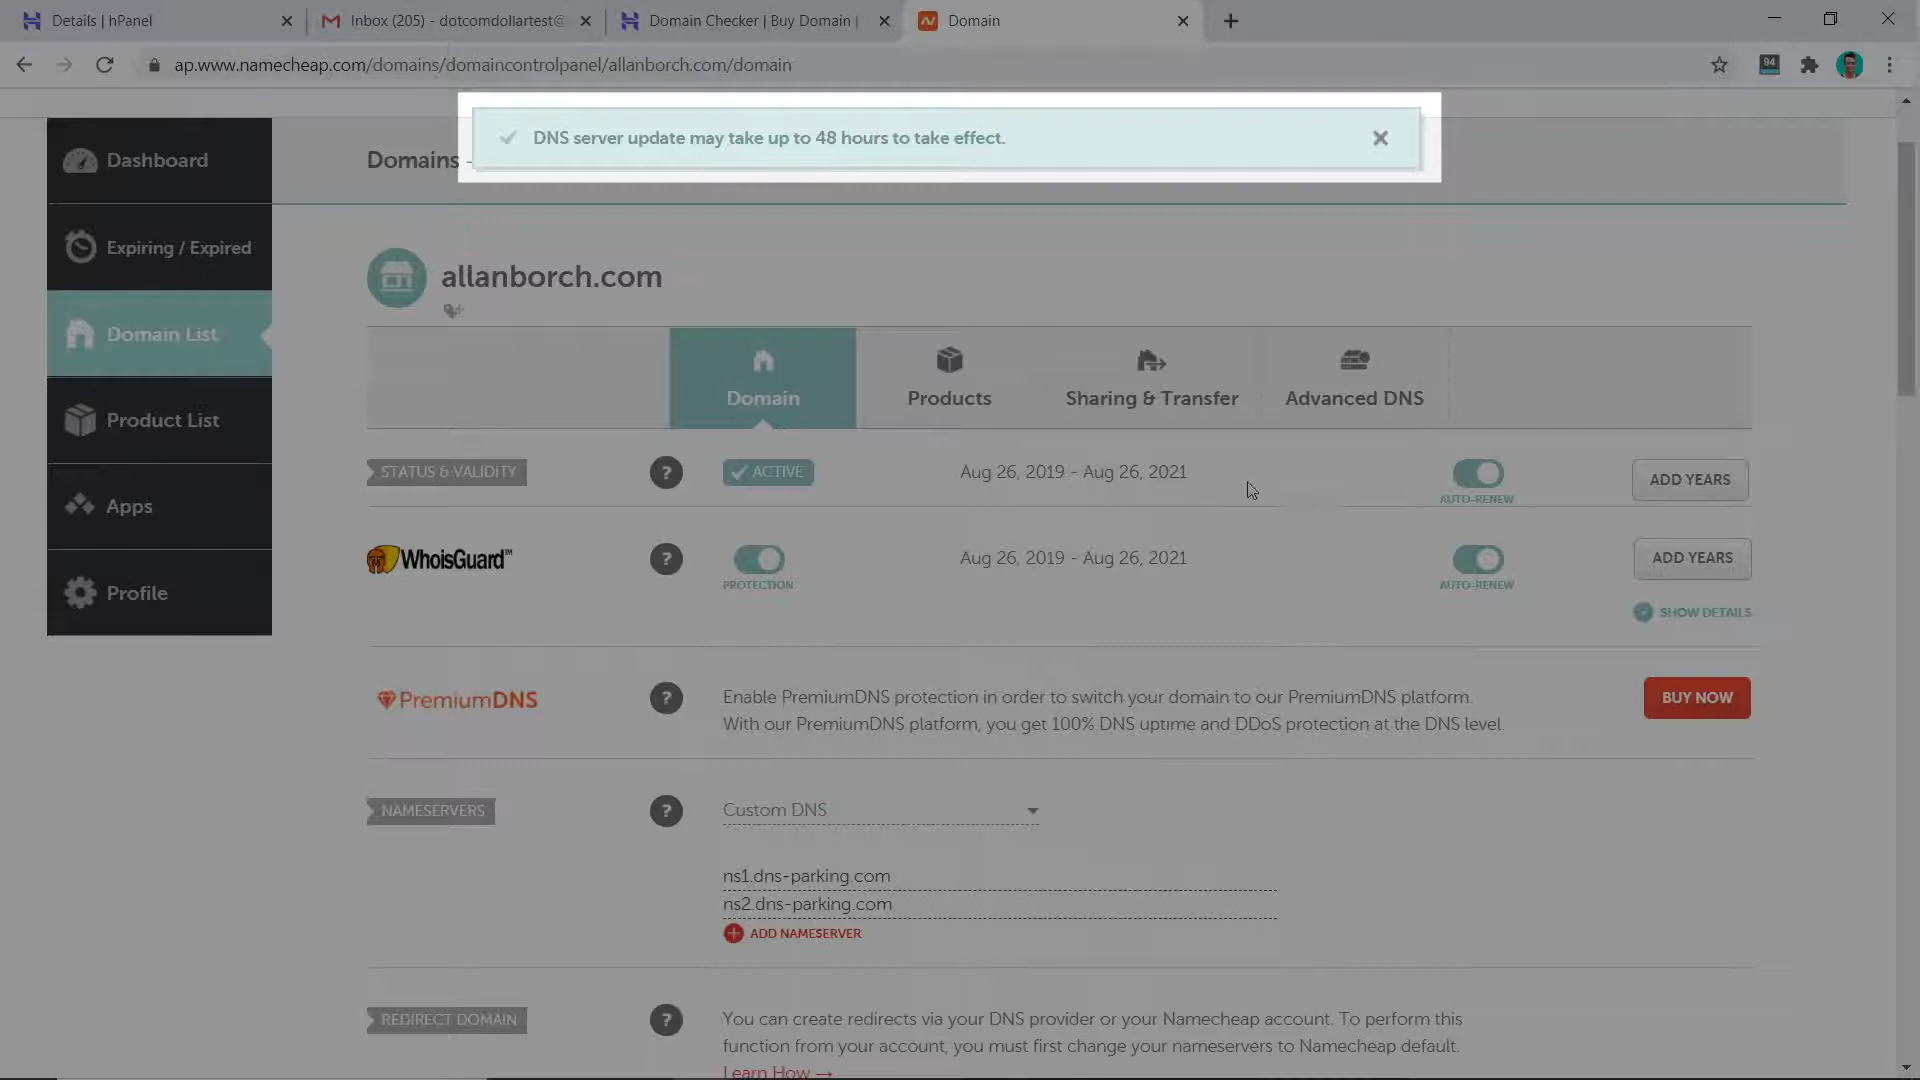 Details | hPanel
Inbox (205) - dotcomdollartest@
Domain Checker | Buy Domain |
Domain
ap.www.namecheap.com/domains/domaincontrolpanel/allanborch.com/domain
94
DNS server update may take up to 48 hours to take effect.
Domains -
Dashboard
Expiring / Expired
Domain List
Product List
Apps
Profile
allanborch.com
Domain
Products
Sharing & Transfer
Advanced DNS
STATUS & VALIDITY
?
ACTIVE
Aug 26, 2019 - Aug 26, 2021
AUTO-RENEW
ADD YEARS
WhoisGuard™
?
PROTECTION
Aug 26, 2019 - Aug 26, 2021
AUTO-RENEW
ADD YEARS
SHOW DETAILS
PremiumDNS
?
Enable PremiumDNS protection in order to switch your domain to our PremiumDNS platform.
With our PremiumDNS platform, you get 100% DNS uptime and DDoS protection at the DNS level.
BUY NOW
NAMESERVERS
?
Custom DNS
ns1.dns-parking.com
ns2.dns-parking.com
ADD NAMESERVER
REDIRECT DOMAIN
?
You can create redirects via your DNS provider or your Namecheap account. To perform this
function from your account, you must first change your nameservers to Namecheap default.
Learn How →